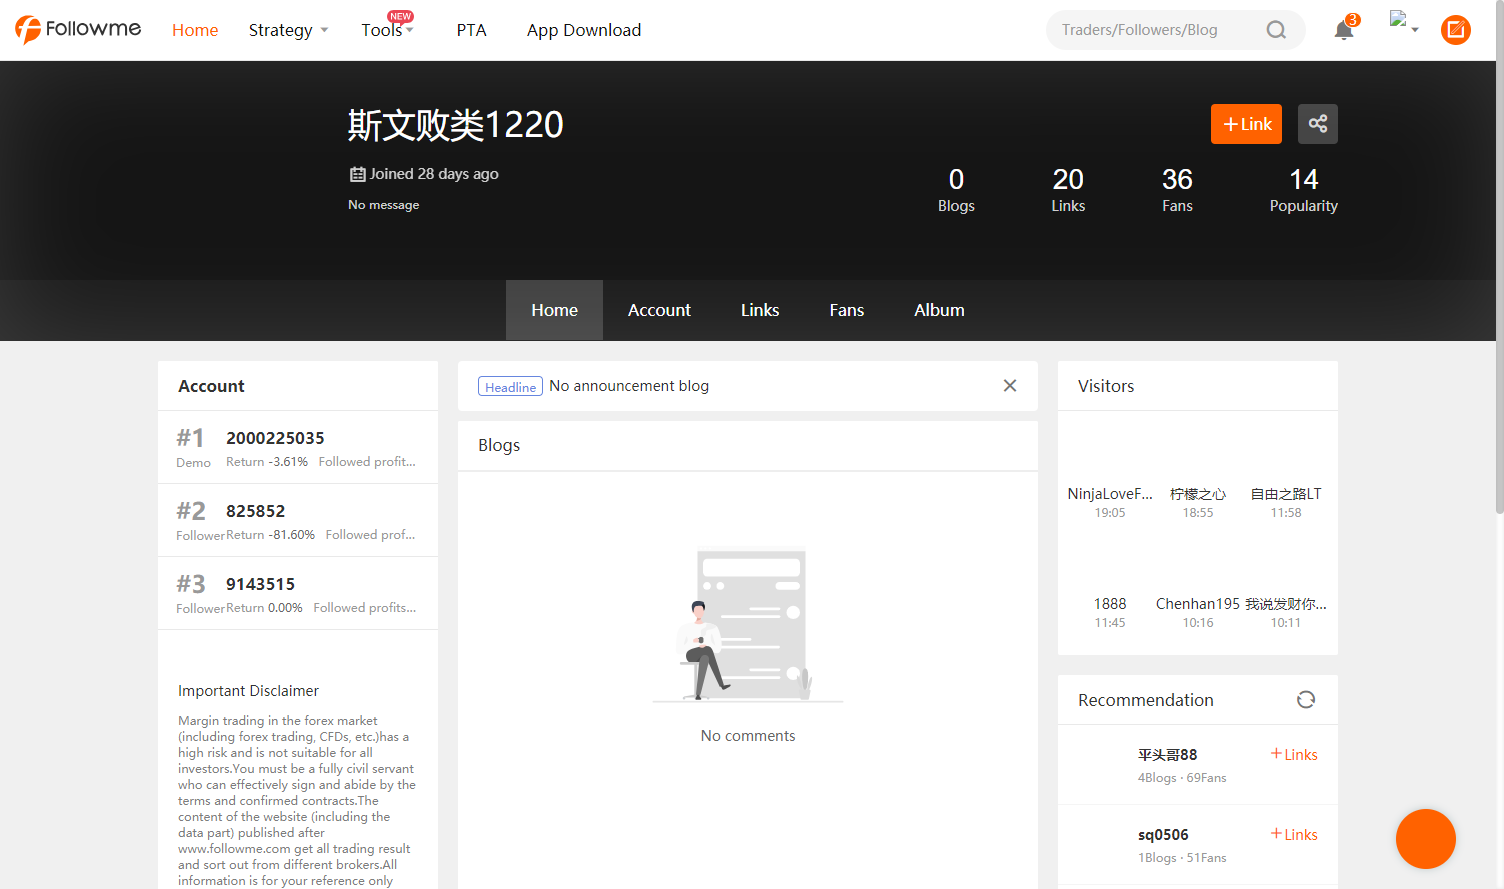 Followme
Home
Strategy
Tools
NEW
PTA
App Download
Traders/Followers/Blog
3
斯文败类1220
+Link
Joined 28 days ago
No message
0
Blogs
20
Links
36
Fans
14
Popularity
Home
Account
Links
Fans
Album
Account
#1
Demo
2000225035
Return -3.61% Followed profit...
#2
Follower
825852
Return -81.60% Followed prof...
#3
Follower
9143515
Return 0.00% Followed profits...
Important Disclaimer
Margin trading in the forex market
(including forex trading, CFDs, etc.)has a
high risk and is not suitable for all
investors.You must be a fully civil servant
who can effectively sign and abide by the
terms and confirmed contracts.The
content of the website (including the
data part) published after
www.followme.com get all trading result
and sort out from different brokers.All
information is for your reference only
Headline No announcement blog
Blogs
No comments
Visitors
NinjaLoveF...
19:05
柠檬之心
18:55
自由之路LT
11:58
1888
11:45
Chenhan195
10:16
我说发财你...
10:11
Recommendation
平头哥88
4Blogs · 69Fans
+Links
sq0506
1Blogs · 51Fans
+Links